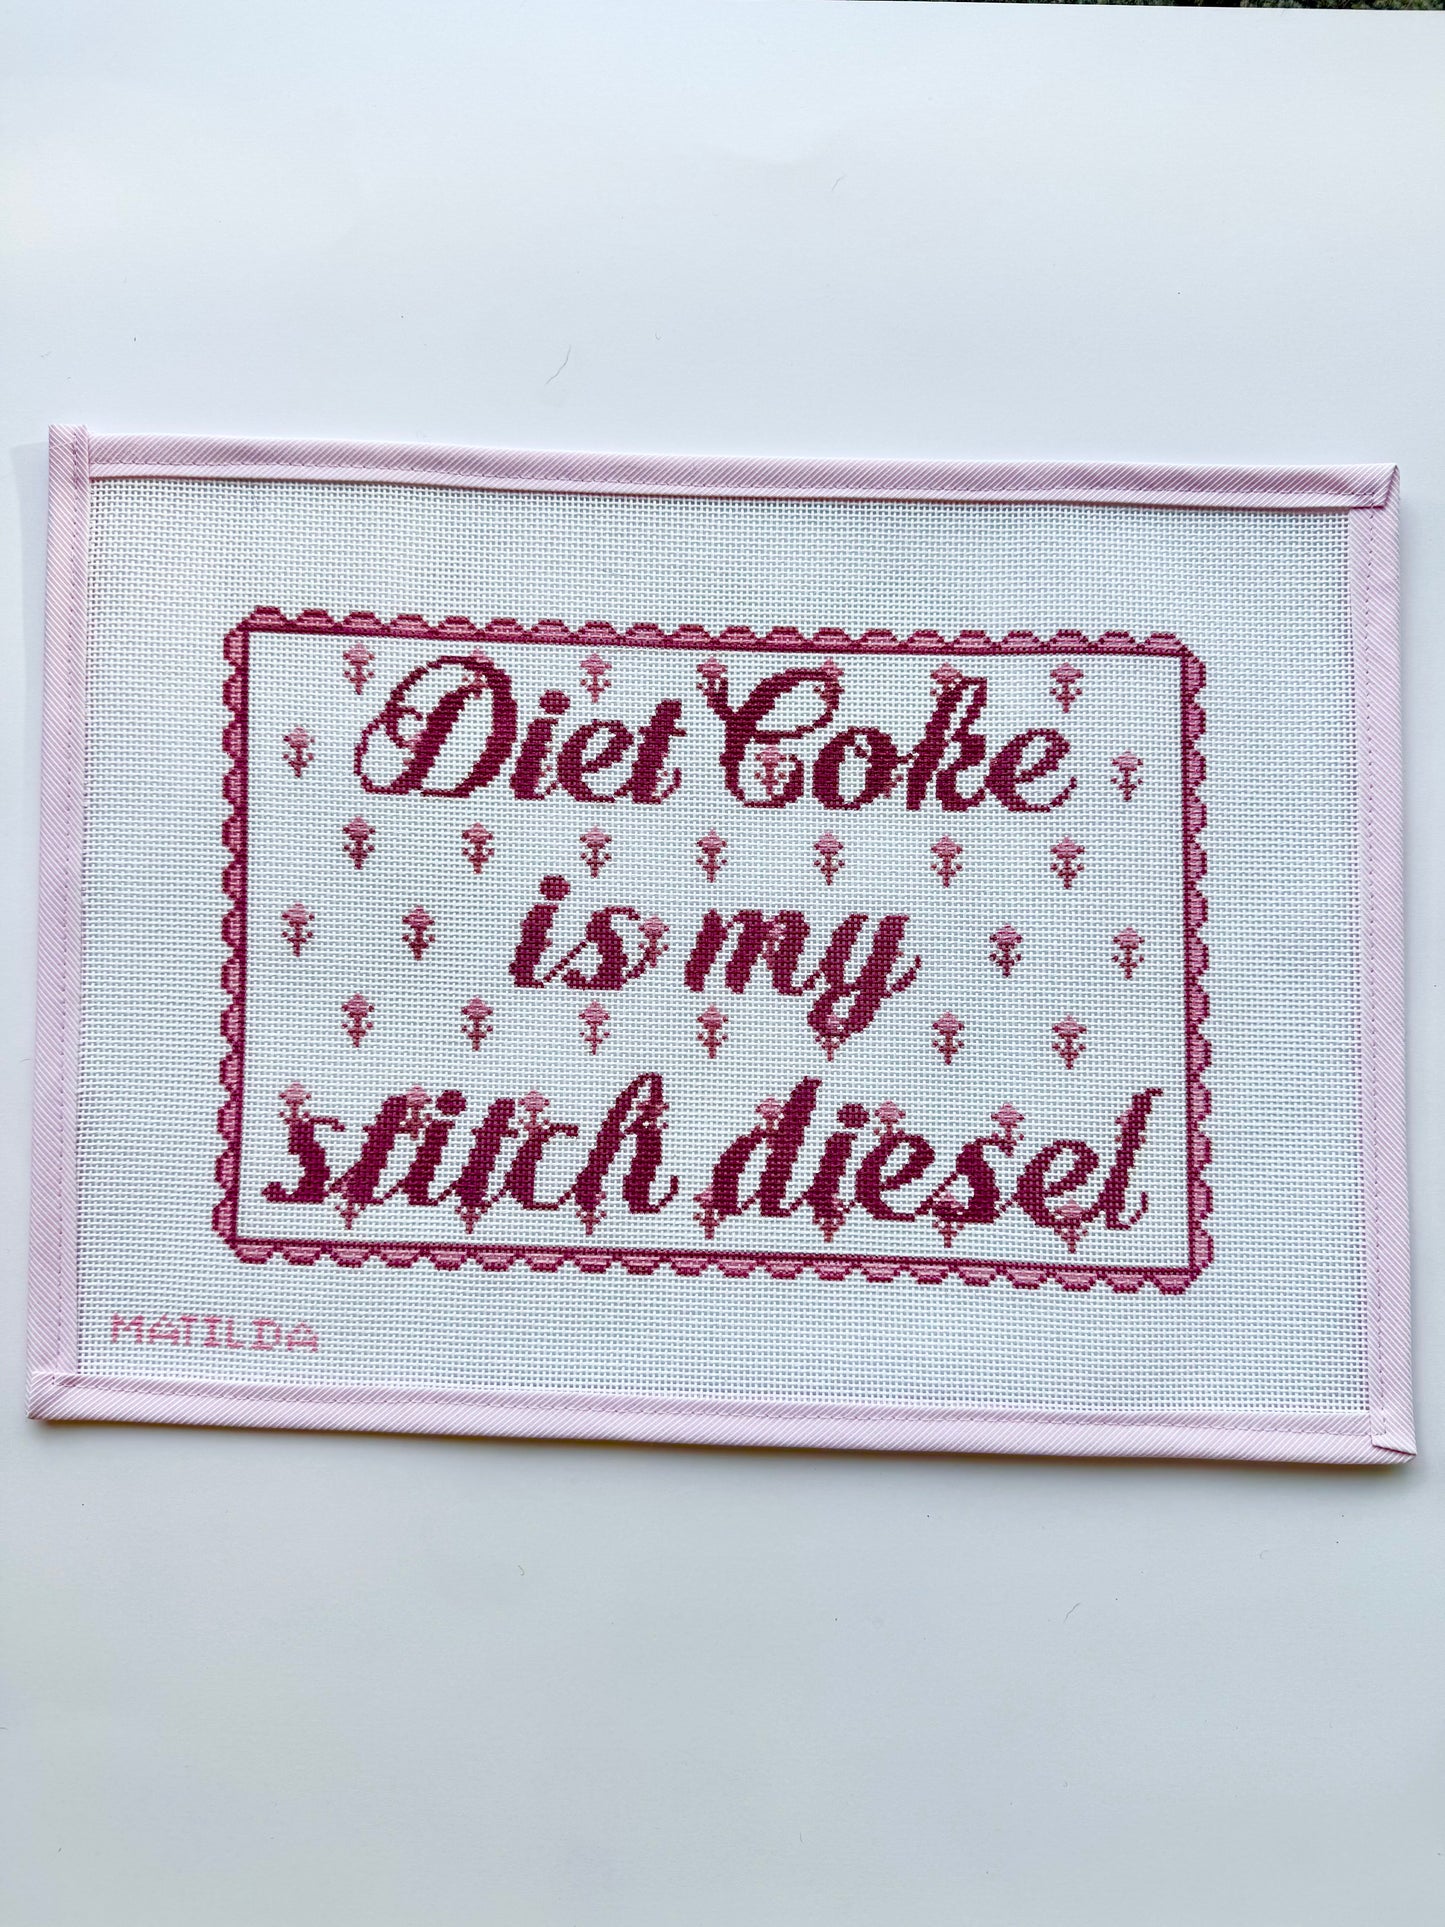 Diet Coke
is my
stitch diesel
MATILDA